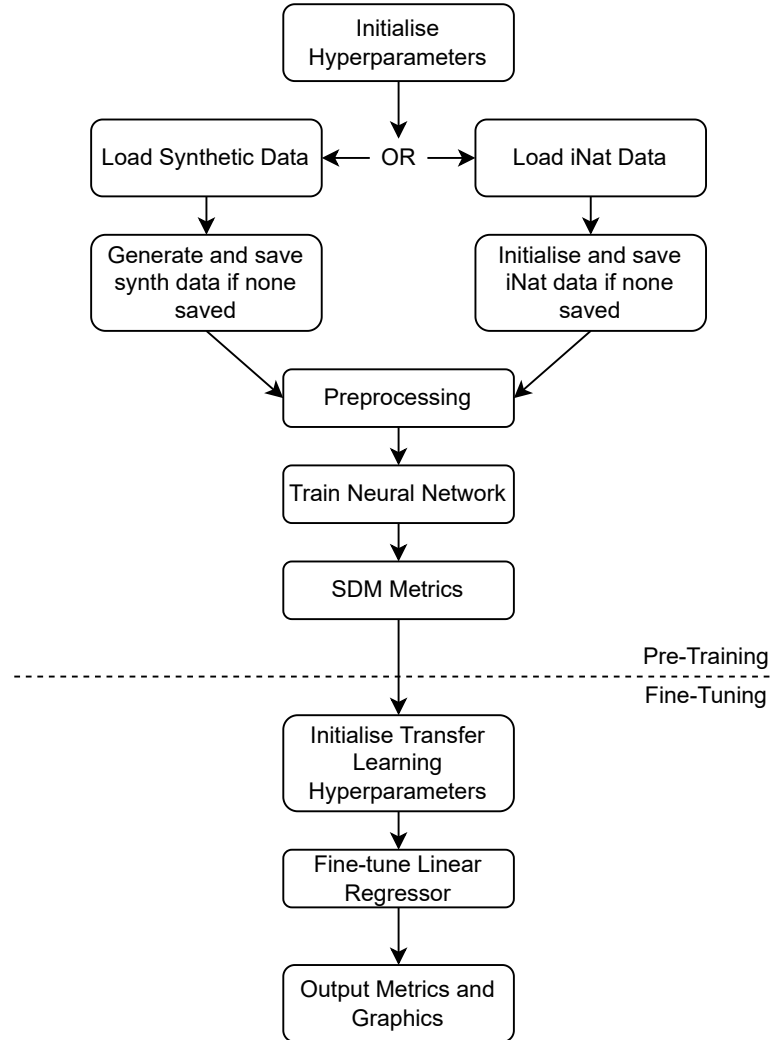 Initialise
Hyperparameters
Load Synthetic Data
OR
Load iNat Data
Generate and save
synth data if none
saved
Initialise and save
iNat data if none
saved
Preprocessing
Train Neural Network
SDM Metrics
Pre-Training
Fine-Tuning
Initialise Transfer
Learning
Hyperparameters
Fine-tune Linear
Regressor
Output Metrics and
Graphics